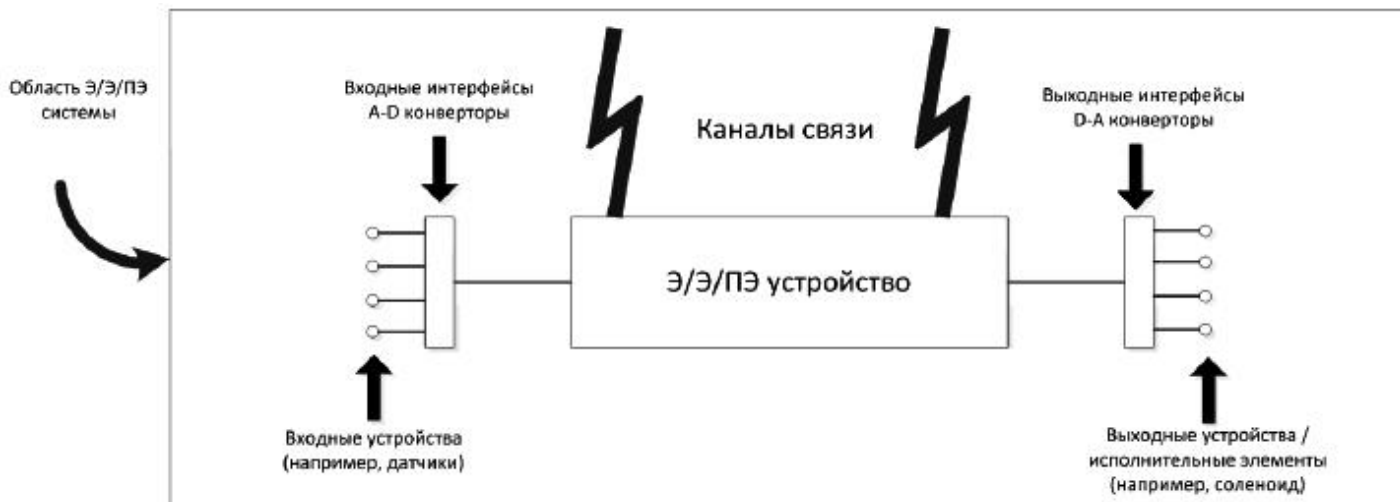 Область Э/Э/ПЭ
системы
Входные интерфейсы
A-D конверторы
Каналы связи
Выходные интерфейсы
D-A конверторы
Э/Э/ПЭ устройство
Входные устройства
(например, датчики)
Выходные устройства /
исполнительные элементы
(например, соленоид)